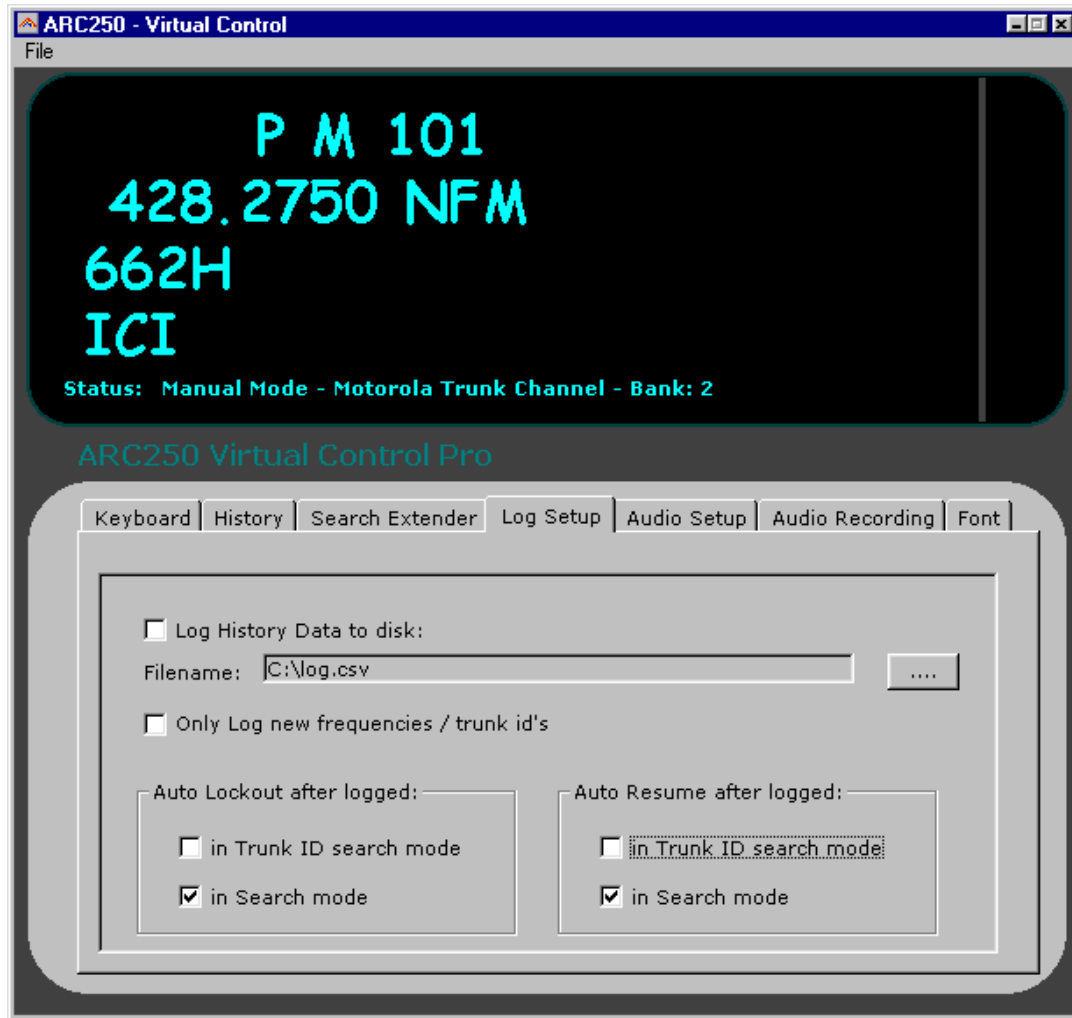 ARC250 - Virtual Control
File
P M 101
428.2750 NFM
662H
ICI
Status: Manual Mode - Motorola Trunk Channel - Bank: 2
ARC250 Virtual Control Pro
Keyboard History Search Extender Log Setup Audio Setup Audio Recording Font
Log History Data to disk:
Filename: C:\log.csv ....
Only Log new frequencies / trunk id's
Auto Lockout after logged: Auto Resume after logged:
in Trunk ID search mode in Trunk ID search mode
in Search mode in Search mode